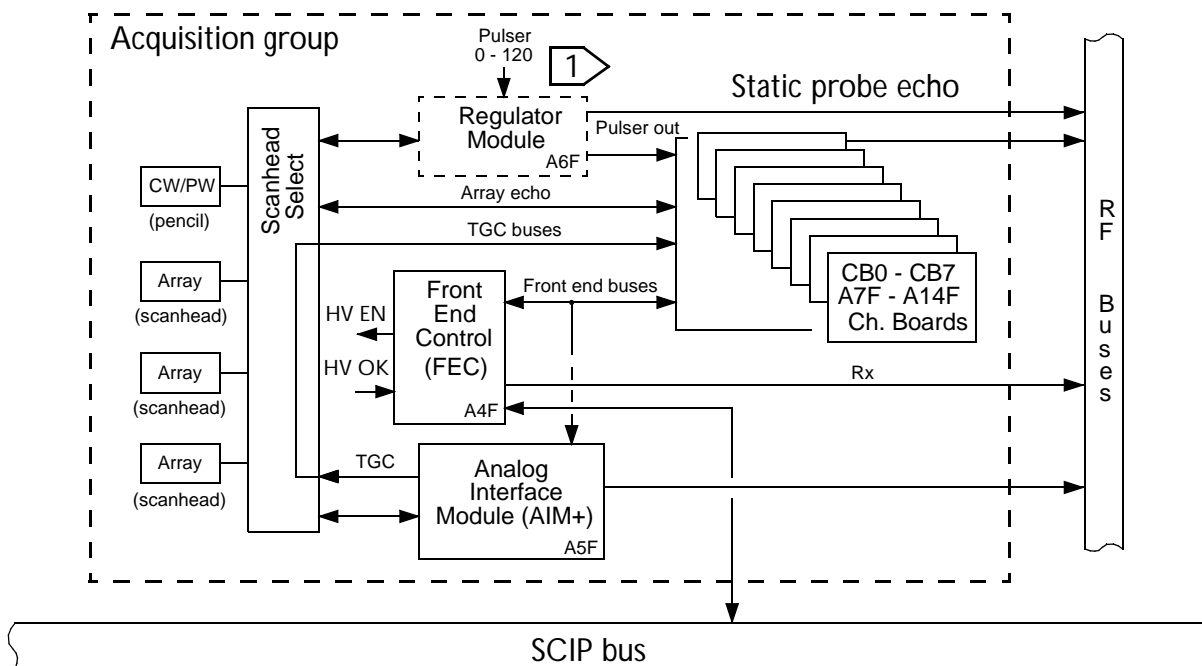 Acquisition group
Pulser
0 - 120
1
Static probe echo
Regulator
Module
A6F
Pulser out
Scanhead
Select
CW/PW
(pencil)
Array echo
TGC buses
Array
(scanhead)
Front end buses
Front
End
Control
(FEC)
A4F
HV EN
HV OK
CB0 - CB7
A7F - A14F
Ch. Boards
RF Buses
Rx
Array
(scanhead)
Array
(scanhead)
TGC
Analog
Interface
Module (AIM+)
A5F
SCIP bus